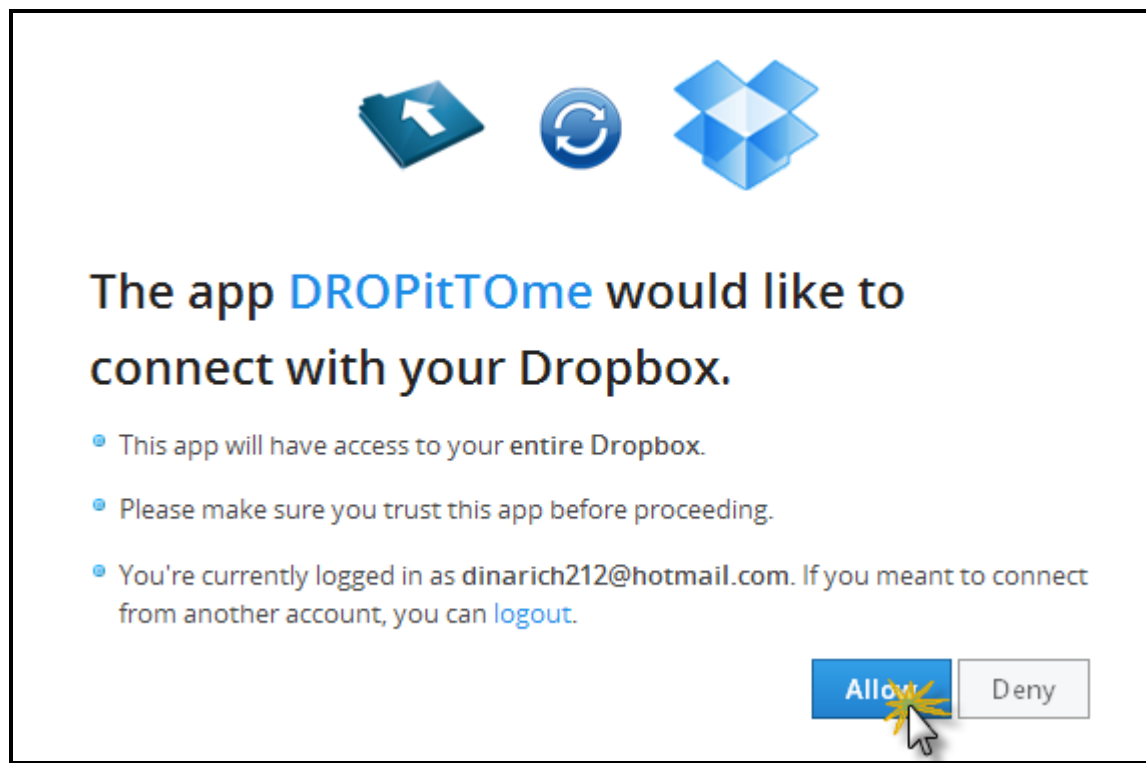 The app DROPitTOme would like to
connect with your Dropbox.
This app will have access to your entire Dropbox.
Please make sure you trust this app before proceeding.
You're currently logged in as dinarich212@hotmail.com. If you meant to connect
from another account, you can logout.
Allow Deny